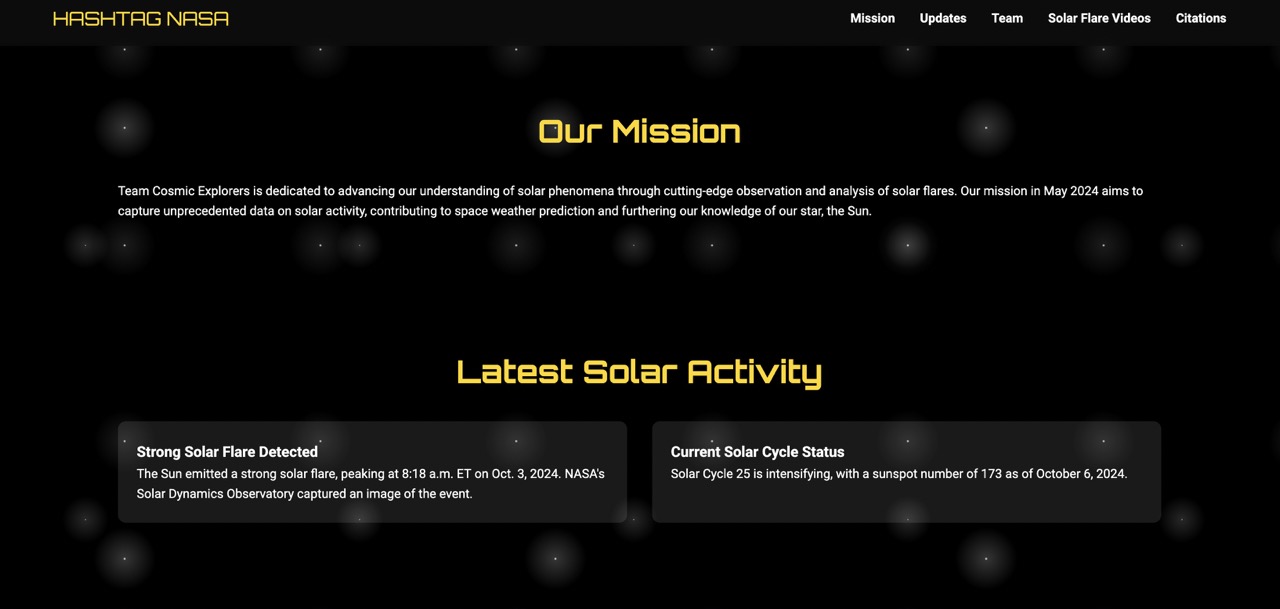 HASHTAG NASA
Mission Updates Team Solar Flare Videos Citations
Our Mission
Team Cosmic Explorers is dedicated to advancing our understanding of solar phenomena through cutting-edge observation and analysis of solar flares. Our mission in May 2024 aims to
capture unprecedented data on solar activity, contributing to space weather prediction and furthering our knowledge of our star, the Sun.
Latest Solar Activity
Strong Solar Flare Detected
The Sun emitted a strong solar flare, peaking at 8:18 a.m. ET on Oct. 3, 2024. NASA's
Solar Dynamics Observatory captured an image of the event.
Current Solar Cycle Status
Solar Cycle 25 is intensifying, with a sunspot number of 173 as of October 6, 2024.